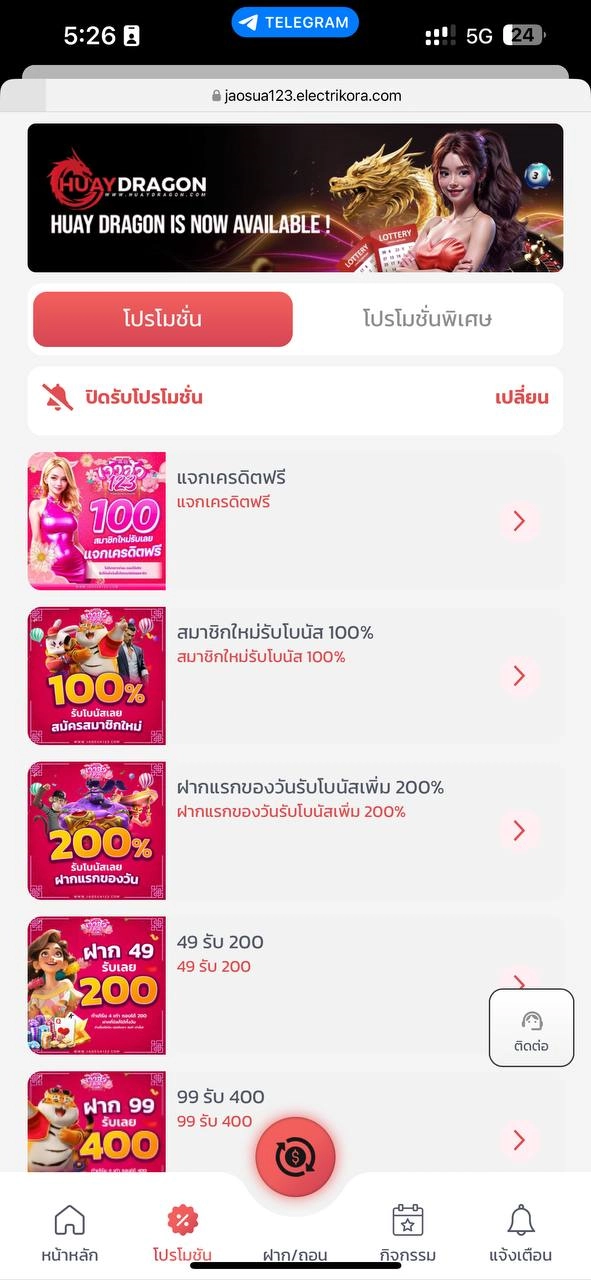 5:26
TELEGRAM
5G
24
jaosua123.electrikora.com
HUAYDRAGON
WWW.HUAYDRAGON.COM
HUAY DRAGON IS NOW AVAILABLE !
LOTTERY
LOTTERY
3
โปรโมชั่น
โปรโมชั่นพิเศษ
ปิดรับโปรโมชั่น
เปลี่ยน
เจ้าสัว
123
100
สมาชิกใหม่รับเลย
แจกเครดิตฟรี
แจกเครดิตฟรี
แจกเครดิตฟรี
100%
รับโบนัสเลย
สมัครสมาชิกใหม่
สมาชิกใหม่รับโบนัส 100%
สมาชิกใหม่รับโบนัส 100%
200%
รับโบนัสเลย
ฝากแรกของวัน
ฝากแรกของวันรับโบนัสเพิ่ม 200%
ฝากแรกของวันรับโบนัสเพิ่ม 200%
ฝาก 49
รับเลย
200
49 รับ 200
49 รับ 200
ติดต่อ
ฝาก 99
รับเลย
400
99 รับ 400
99 รับ 400
หน้าหลัก
โปรโมชัน
ฝาก/ถอน
กิจกรรม
แจ้งเตือน